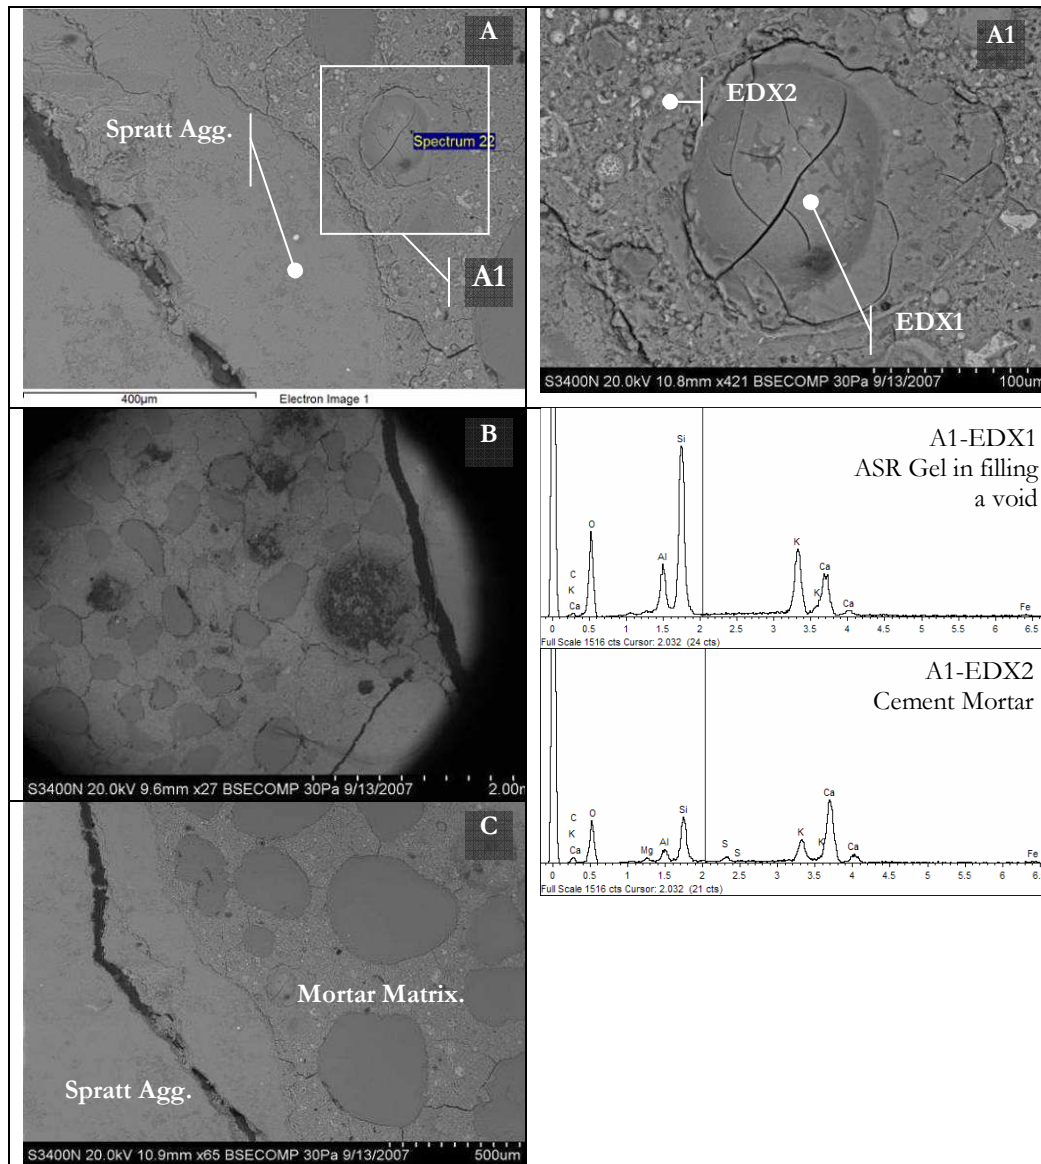 A
Spratt Agg.
Spectrum 22
A1
400µm Electron Image 1
A1
EDX2
EDX1
S3400N 20.0kV 10.8mm x421 BSECOMP 30Pa 9/13/2007 100um
B
S3400N 20.0kV 9.6mm x27 BSECOMP 30Pa 9/13/2007 2.00m
A1-EDX1
ASR Gel in filling
a void
Si
O
Al
K
C
K
Ca
Ca
K
Ca
Fe
0 0.5 1 1.5 2 2.5 3 3.5 4 4.5 5 5.5 6 6.5
Full Scale 1516 cts Cursor: 2.032 (24 cts)
A1-EDX2
Cement Mortar
Ca
Si
C
O
K
K
K
Al
Ca
Mg
S
S
Ca
Fe
0 0.5 1 1.5 2 2.5 3 3.5 4 4.5 5 5.5 6 6.5
Full Scale 1516 cts Cursor: 2.032 (21 cts)
C
Mortar Matrix.
Spratt Agg.
S3400N 20.0kV 10.9mm x65 BSECOMP 30Pa 9/13/2007 500um